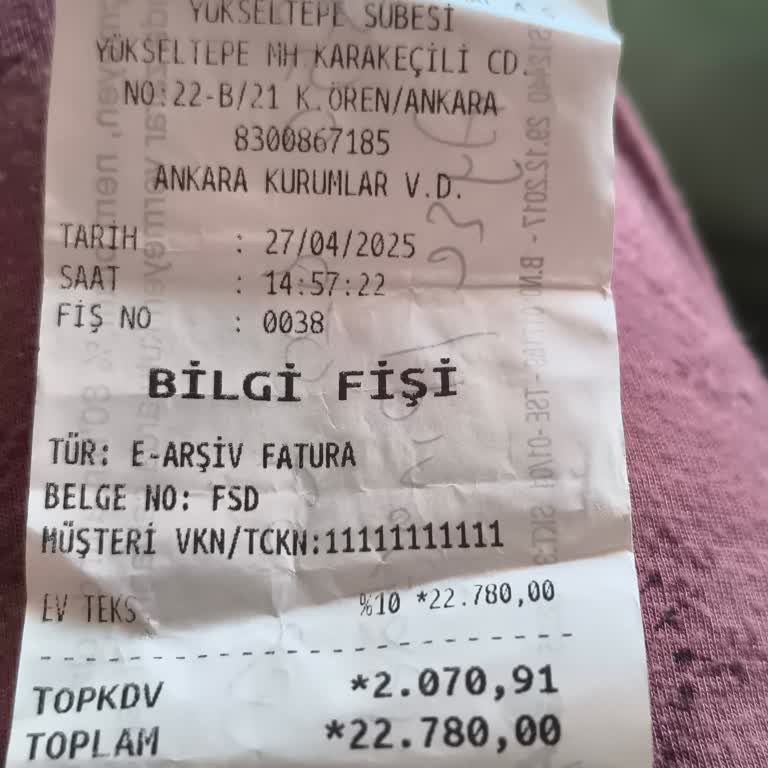 YÜKSELTEPE ŞUBESİ
YÜKSELTEPE MH KARAKEÇİLİ CD.
NO:22-B/21 K.ÖREN/ANKARA
8300867185
ANKARA KURUMLAR V.D.
TARİH : 27/04/2025
SAAT : 14:57:22
FİŞ NO : 0038
BİLGİ FİŞİ
TÜR: E-ARŞİV FATURA
BELGE NO: FSD
MÜŞTERİ VKN/TCKN:11111111111
EV TEKS %10 *22.780,00
TOPKDV *2.070,91
TOPLAM *22.780,00